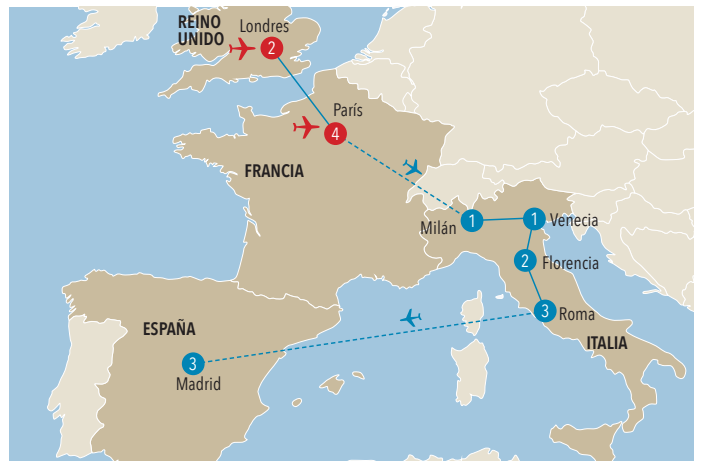 REINO
UNIDO
Londres
2
París
4
FRANCIA
Milán
1
1
Venecia
2
Florencia
3
Roma
ITALIA
ESPAÑA
3
Madrid